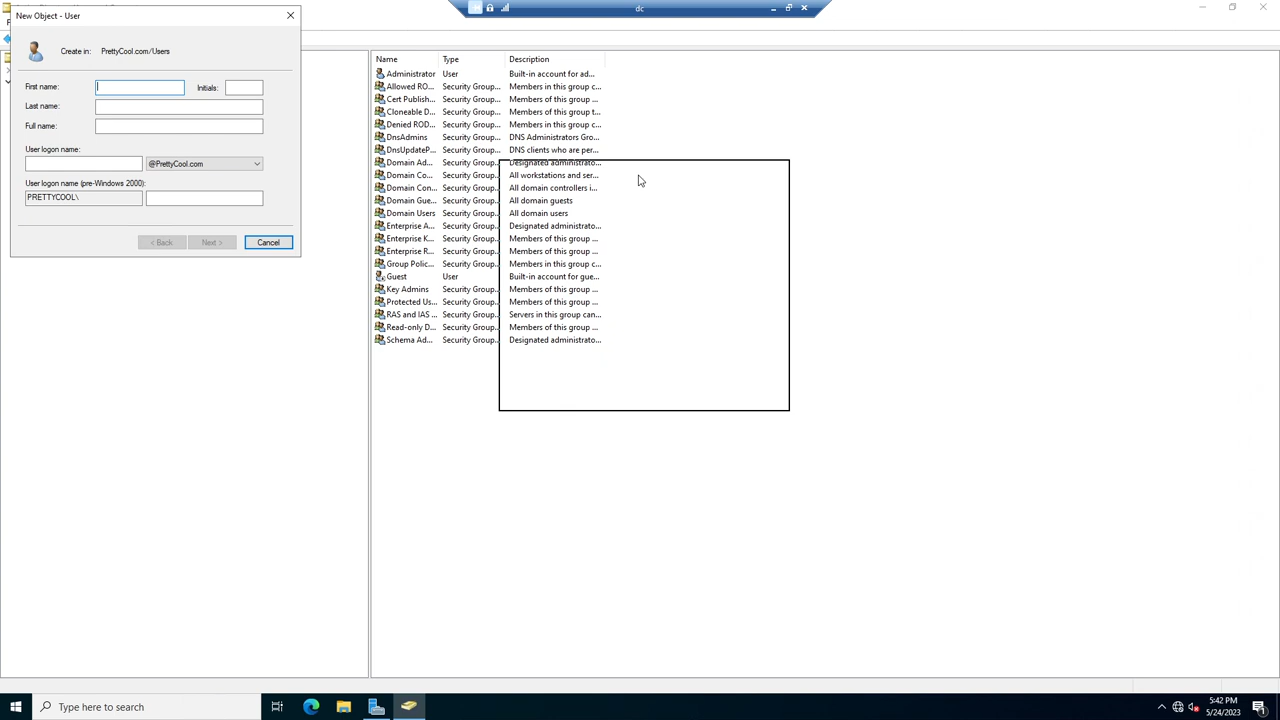 New Object - User
dc
Create in: PrettyCool.com/Users
First name:
Initials:
Last name:
Full name:
User logon name:
@PrettyCool.com
User logon name (pre-Windows 2000):
PRETTYCOOL\
< Back
Next >
Cancel
Name Type Description
Administrator User Built-in account for ad...
Allowed RO... Security Group... Members in this group c...
Cert Publish... Security Group... Members of this group ...
Cloneable D... Security Group... Members of this group t...
Denied ROD... Security Group... Members in this group c...
DnsAdmins Security Group... DNS Administrators Gro...
DnsUpdateP... Security Group... DNS clients who are per...
Domain Ad... Security Group... Designated administrato...
Domain Co... Security Group... All workstations and ser...
Domain Con... Security Group... All domain controllers i...
Domain Gue... Security Group... All domain guests
Domain Users Security Group... All domain users
Enterprise A... Security Group... Designated administrato...
Enterprise K... Security Group... Members of this group ...
Enterprise R... Security Group... Members of this group ...
Group Polic... Security Group... Members in this group c...
Guest User Built-in account for gue...
Key Admins Security Group... Members of this group ...
Protected Us... Security Group... Members of this group ...
RAS and IAS ... Security Group... Servers in this group can...
Read-only D... Security Group... Members of this group ...
Schema Ad... Security Group... Designated administrato...
Type here to search
5:42 PM
5/24/2023
1